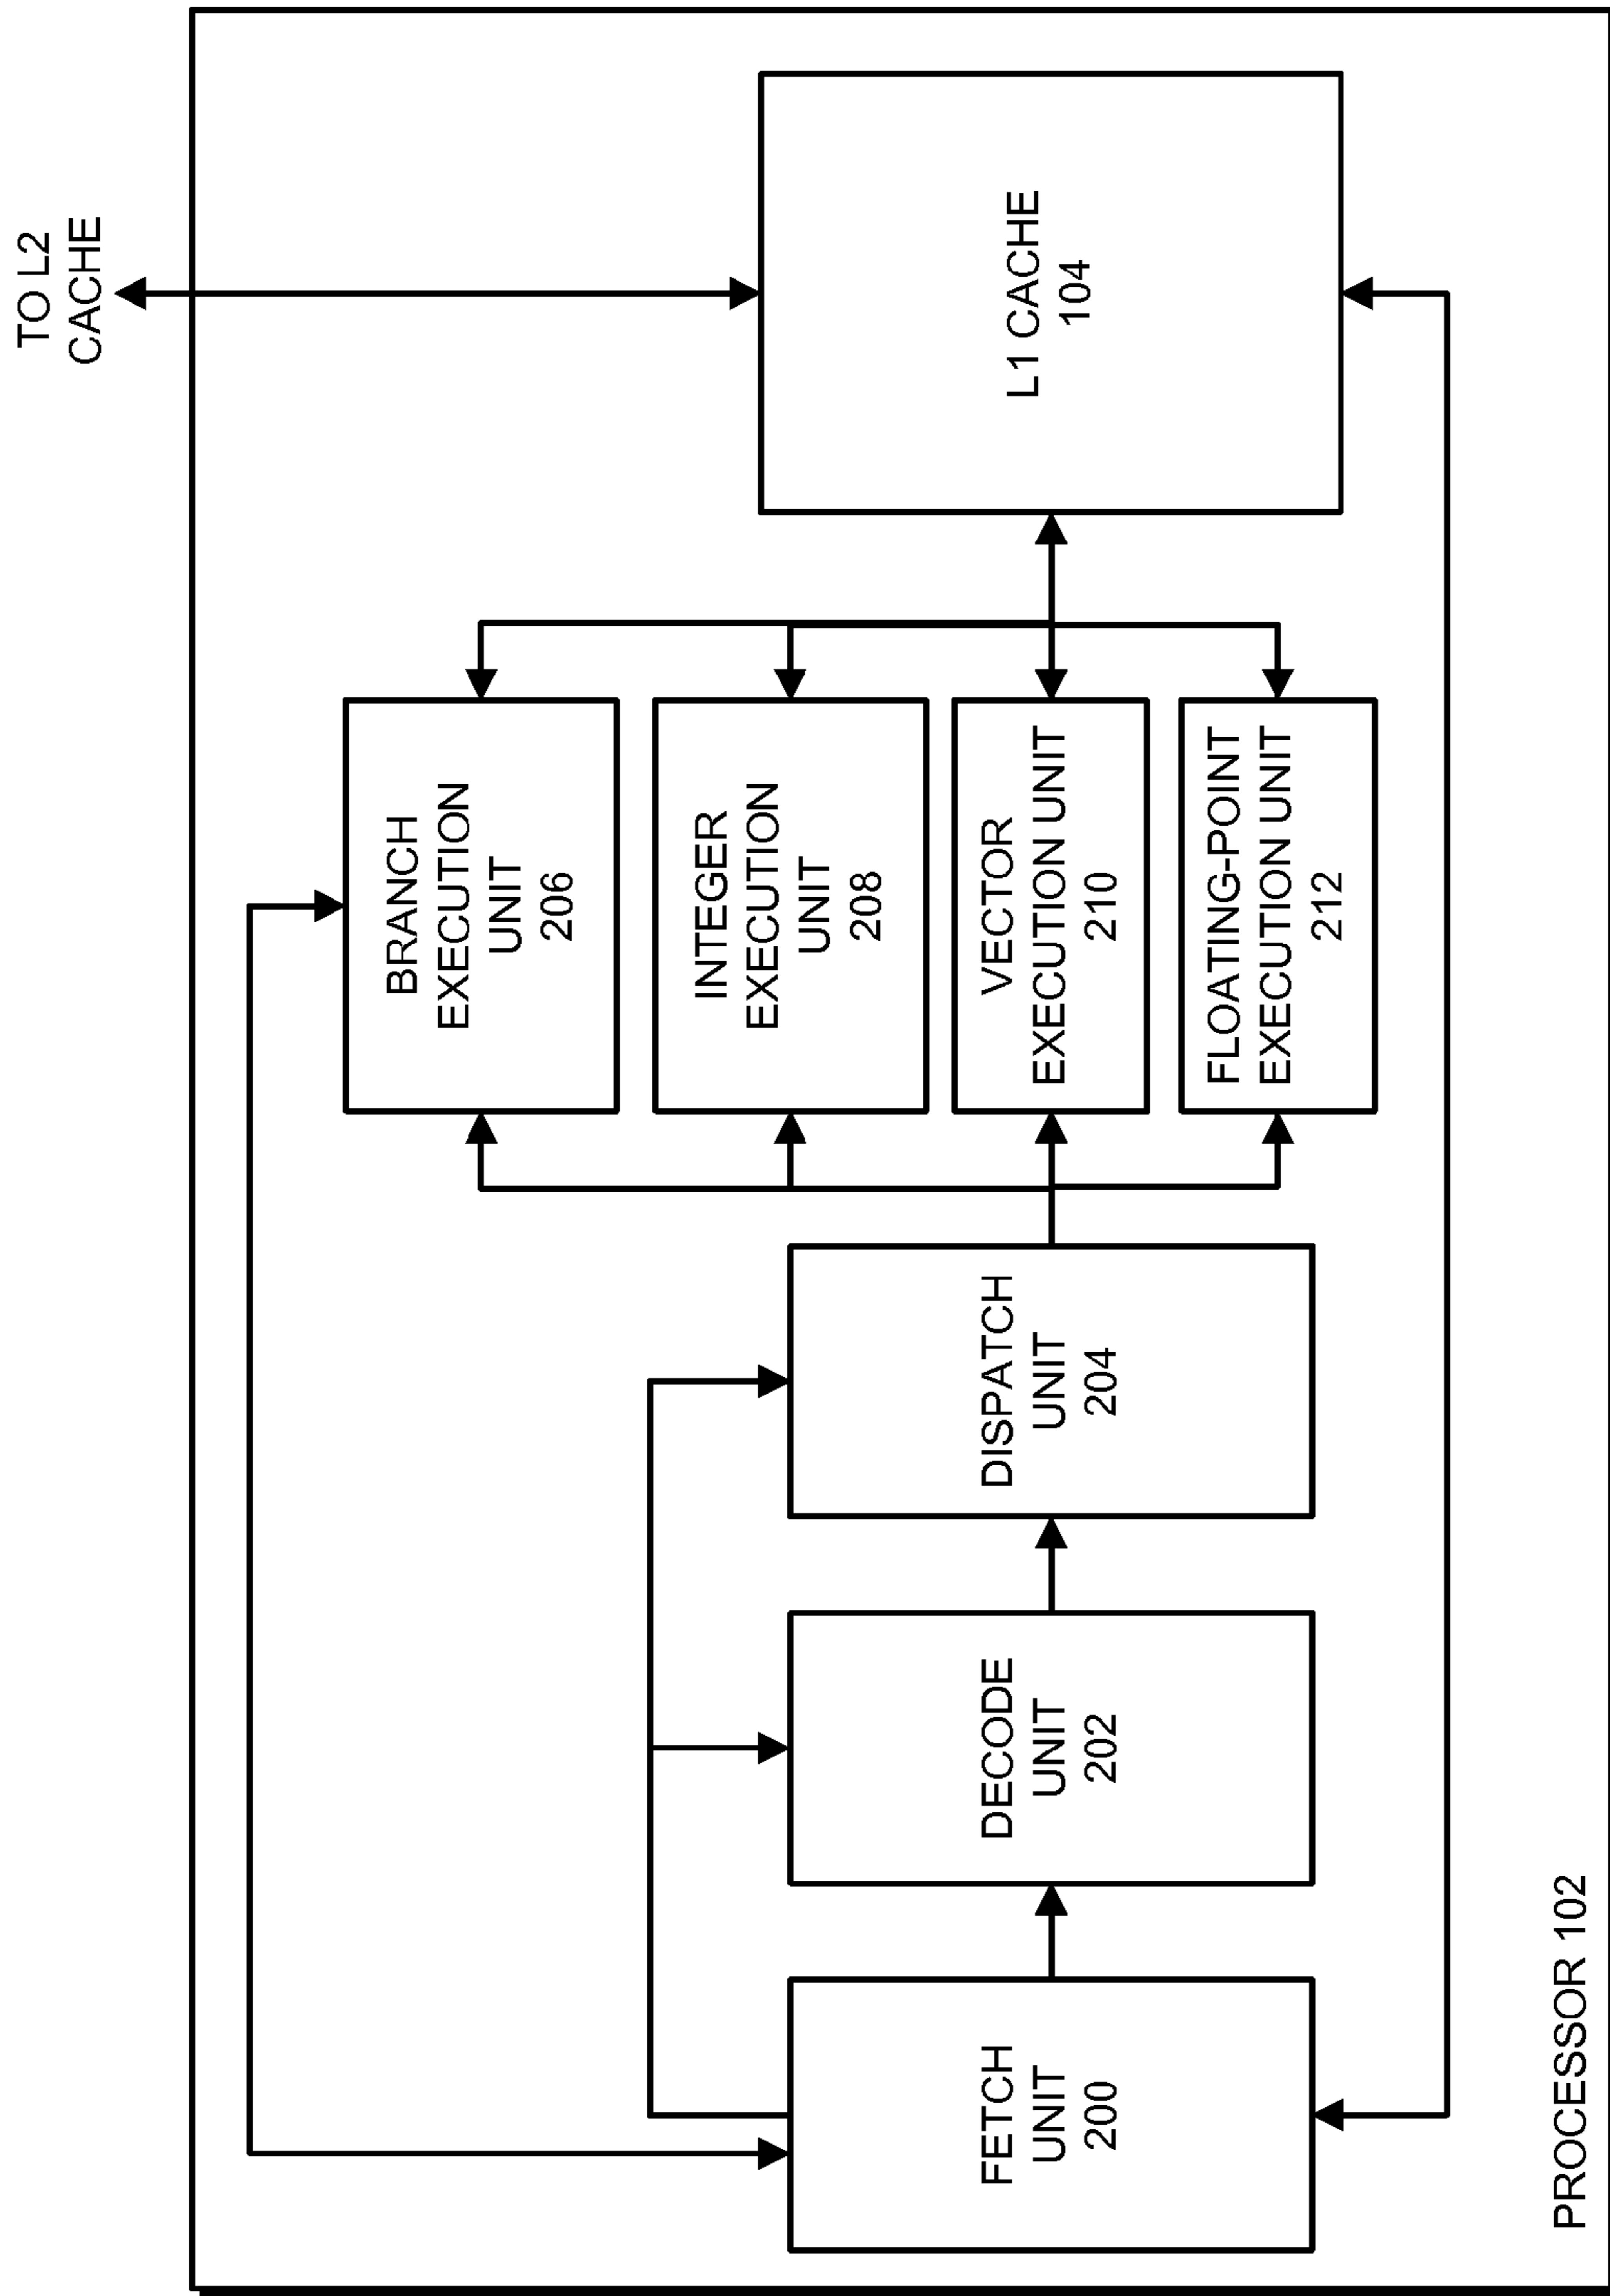 TO L2
CACHE
BRANCH
EXECUTION
UNIT
206
INTEGER
EXECUTION
UNIT
208
FETCH
UNIT
200
DECODE
UNIT
202
DISPATCH
UNIT
204
VECTOR
EXECUTION UNIT
210
L1 CACHE
104
FLOATING-POINT
EXECUTION UNIT
212
PROCESSOR 102